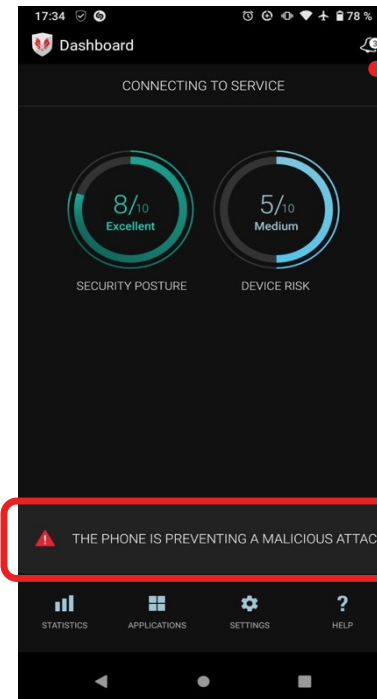 17:34 78 %
Dashboard
CONNECTING TO SERVICE
8/10
Excellent
5/10
Medium
SECURITY POSTURE DEVICE RISK
THE PHONE IS PREVENTING A MALICIOUS ATTAC
STATISTICS APPLICATIONS SETTINGS ? HELP